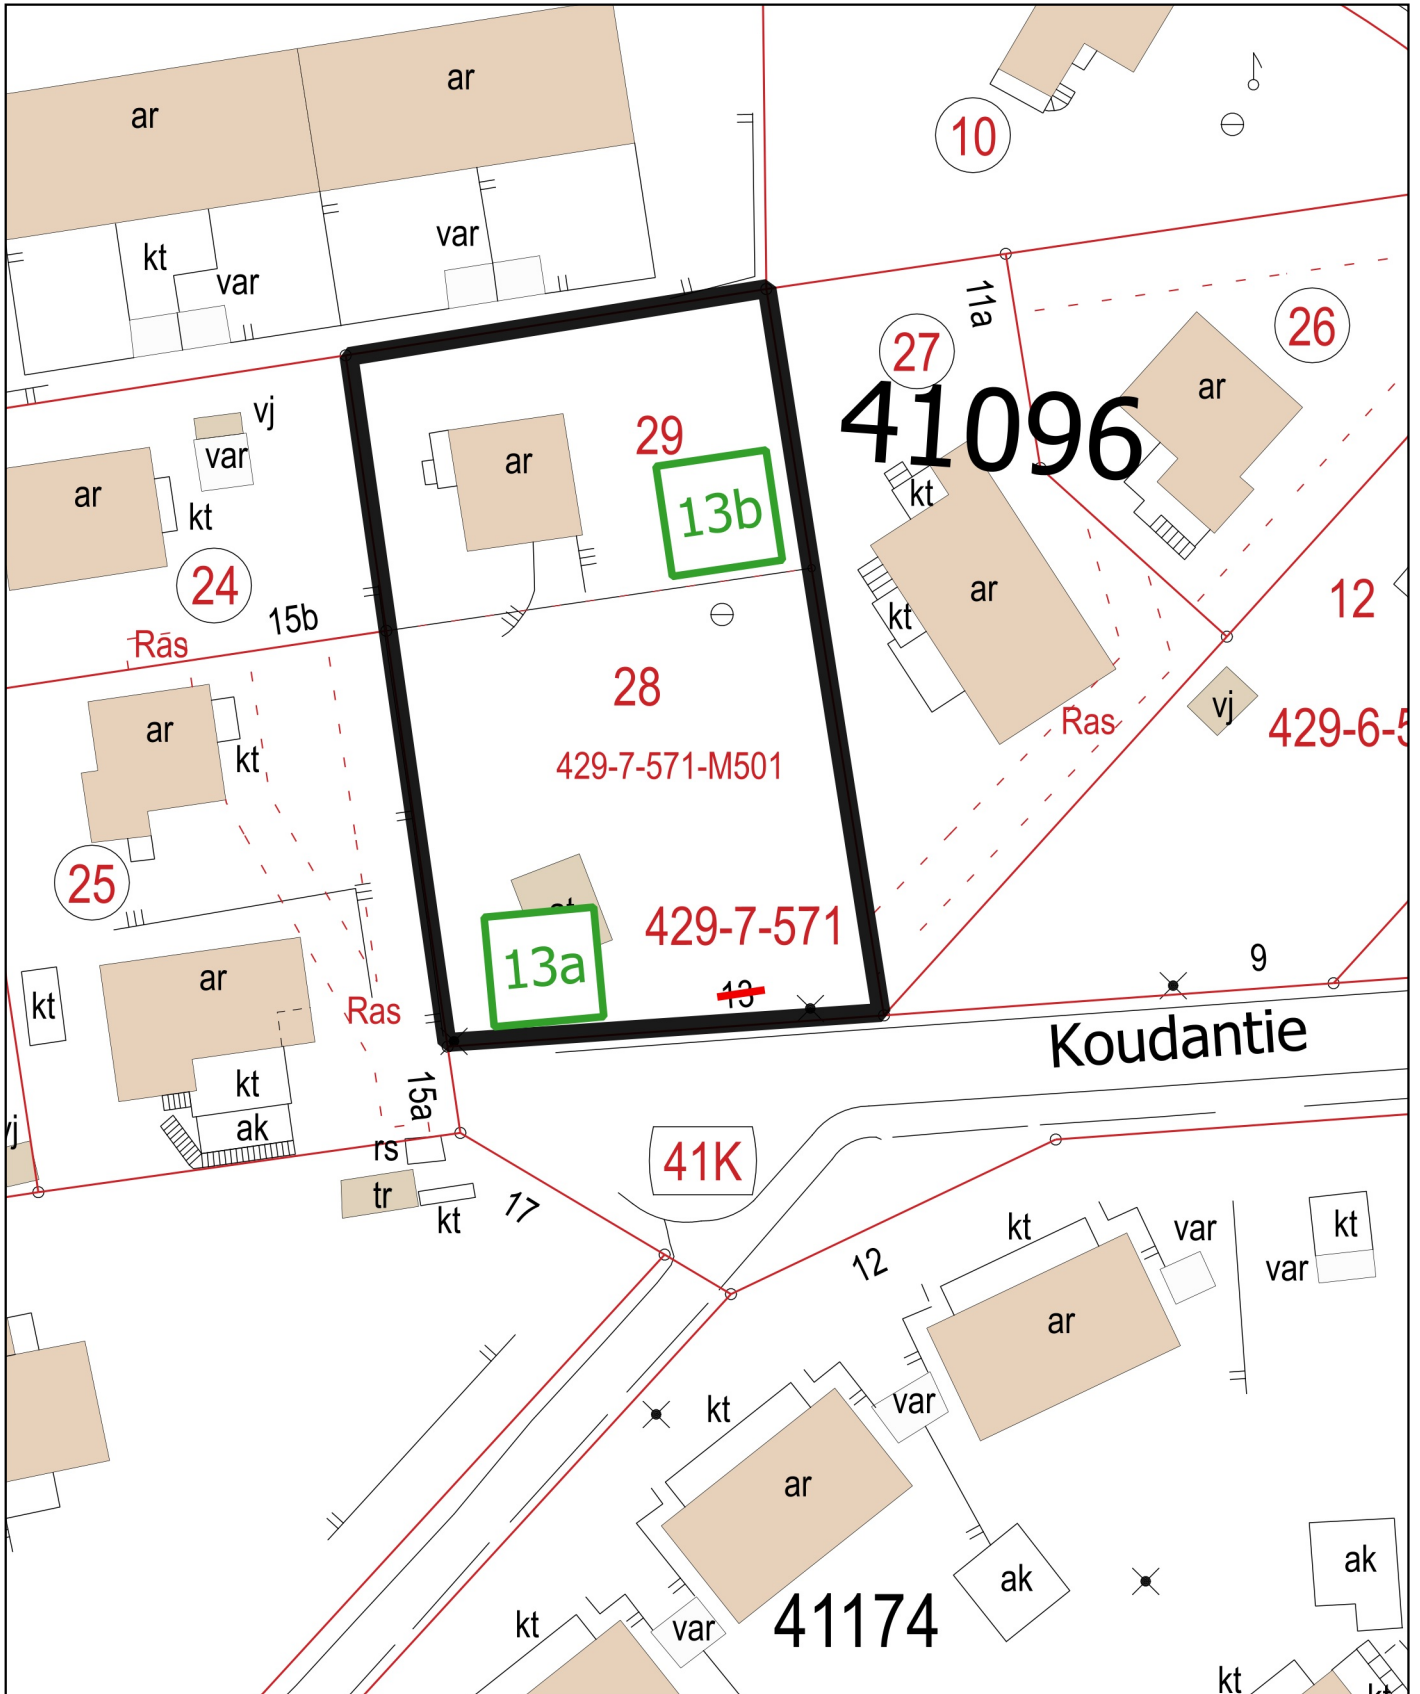 ar
ar
10
kt
var
var
11a
26
27
41096
ar
vj
var
ar
kt
29
13b
ar
kt
ar
kt
24
15b
Ras
12
28
Ras
vj
429-6-5
429-7-571-M501
ar
kt
25
429-7-571
13a
13
9
ar
kt
Ras
Koudantie
kt
ak
15a
rs
41K
tr
kt
17
12
kt
var
kt
var
ar
kt
var
ar
ak
ak
kt
var
41174
kt